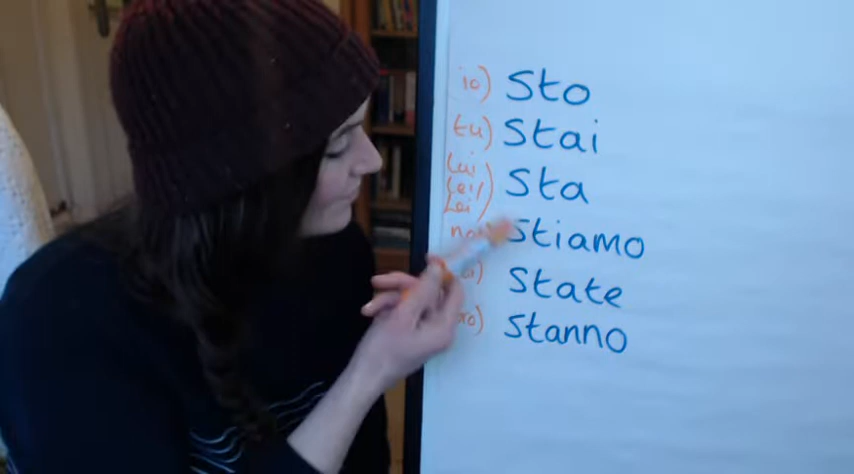 io) Sto
tu) Stai
lui
lei/ Sta
Lei)
Stiamo
State
Stanno